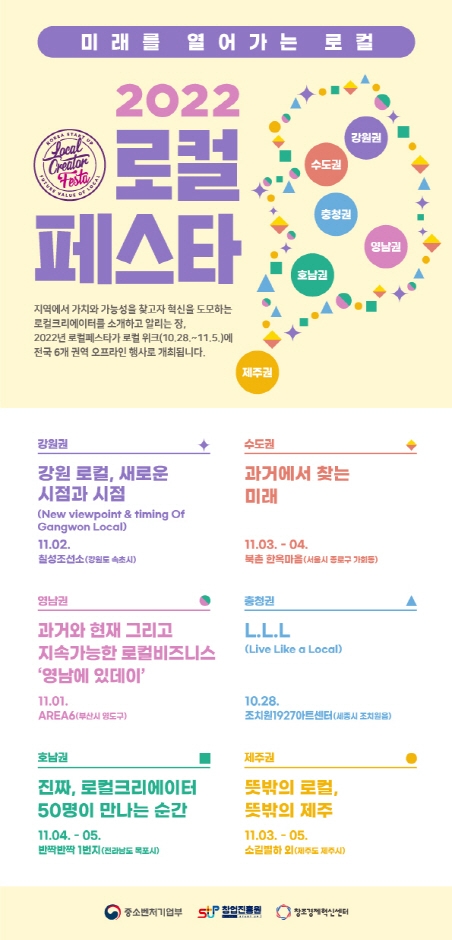 미래를 열어가는 로컬
2022
로컬
페스타
KOREA START UP
Local
Creator
Festa
FUTURE VALUE OF LOCAL
지역에서 가치와 가능성을 찾고자 혁신을 도모하는
로컬크리에이터를 소개하고 알리는 장,
2022년 로컬페스타가 로컬 위크(10.28.~11.5.)에
전국 6개 권역 오프라인 행사로 개최됩니다.
강원권
수도권
충청권
영남권
호남권
제주권
강원권
강원 로컬, 새로운
시점과 시점
(New viewpoint & timing Of
Gangwon Local)
11.02.
칠성조선소(강원도 속초시)
수도권
과거에서 찾는
미래
11.03. - 04.
북촌 한옥마을(서울시 종로구 가회동)
영남권
과거와 현재 그리고
지속가능한 로컬비즈니스
‘영남에 있데이’
11.01.
AREA6(부산시 영도구)
충청권
L.L.L
(Live Like a Local)
10.28.
조치원1927아트센터(세종시 조치원읍)
호남권
진짜, 로컬크리에이터
50명이 만나는 순간
11.04. - 05.
반짝반짝 1번지(전라남도 목포시)
제주권
뜻밖의 로컬,
뜻밖의 제주
11.03. - 05.
소길별하 외(제주도 제주시)
중소벤처기업부
창업진흥원
창조경제혁신센터